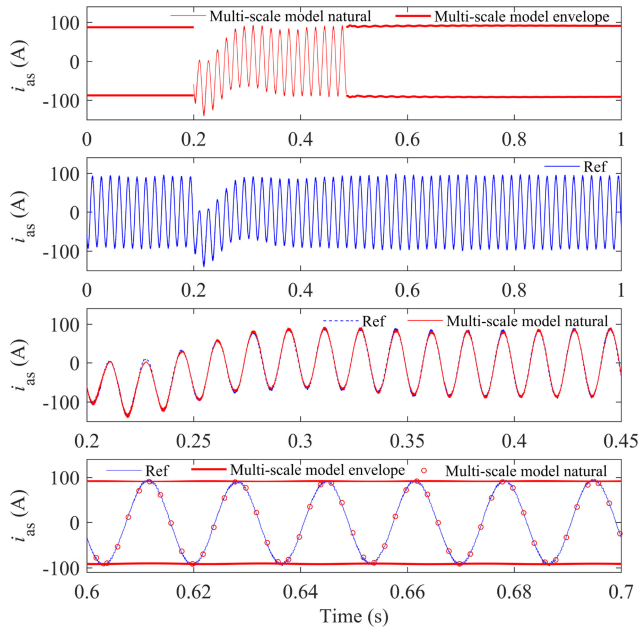 Multi-scale model natural Multi-scale model envelope
100
0
-100
i_as (A)
0 0.2 0.4 0.6 0.8 1
Ref
100
0
-100
i_as (A)
0 0.2 0.4 0.6 0.8 1
Ref Multi-scale model natural
100
0
-100
i_as (A)
0.2 0.25 0.3 0.35 0.4 0.45
Ref Multi-scale model envelope Multi-scale model natural
100
0
-100
i_as (A)
0.6 0.62 0.64 0.66 0.68 0.7
Time (s)